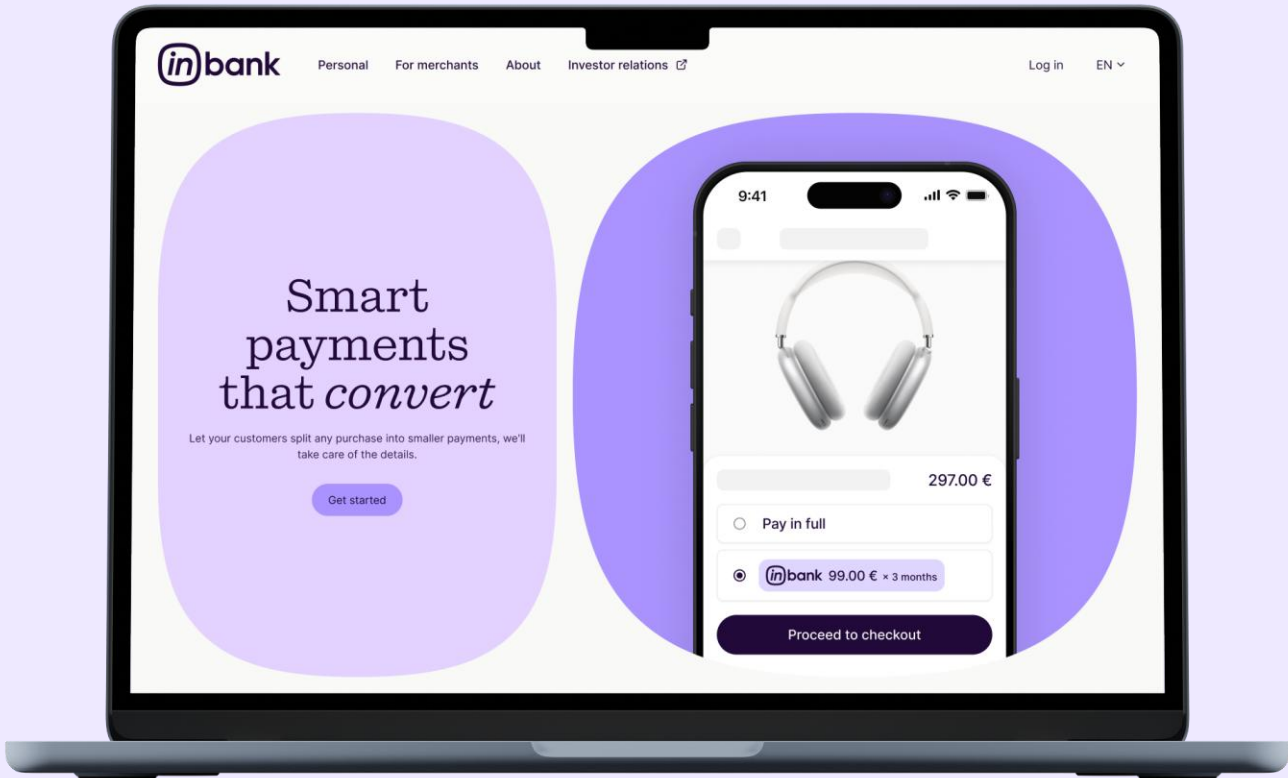 inbank Personal For merchants About Investor relations Log in EN
Smart
payments
that convert
Let your customers split any purchase into smaller payments, we'll
take care of the details.
Get started
9:41
297.00 €
Pay in full
inbank 99.00 € × 3 months
Proceed to checkout